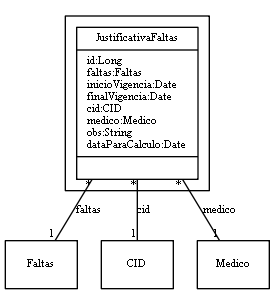 JustificativaFaltas
id:Long
faltas:Faltas
inicioVigencia:Date
finalVigencia:Date
cid:CID
medico:Medico
obs:String
dataParaCalculo:Date
* * *
faltas cid medico
1 1 1
Faltas CID Medico